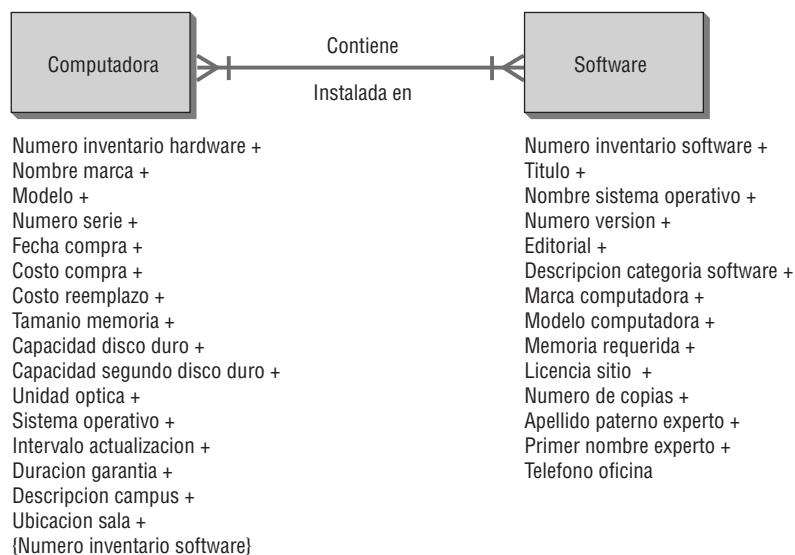 Computadora
Contiene
Instalada en
Software
Numero inventario hardware +
Nombre marca +
Modelo +
Numero serie +
Fecha compra +
Costo compra +
Costo reemplazo +
Tamanio memoria +
Capacidad disco duro +
Capacidad segundo disco duro +
Unidad optica +
Sistema operativo +
Intervalo actualizacion +
Duracion garantia +
Descripcion campus +
Ubicacion sala +
{Numero inventario software}
Numero inventario software +
Titulo +
Nombre sistema operativo +
Numero version +
Editorial +
Descripcion categoria software +
Marca computadora +
Modelo computadora +
Memoria requerida +
Licencia sitio +
Numero de copias +
Apellido paterno experto +
Primer nombre experto +
Telefono oficina